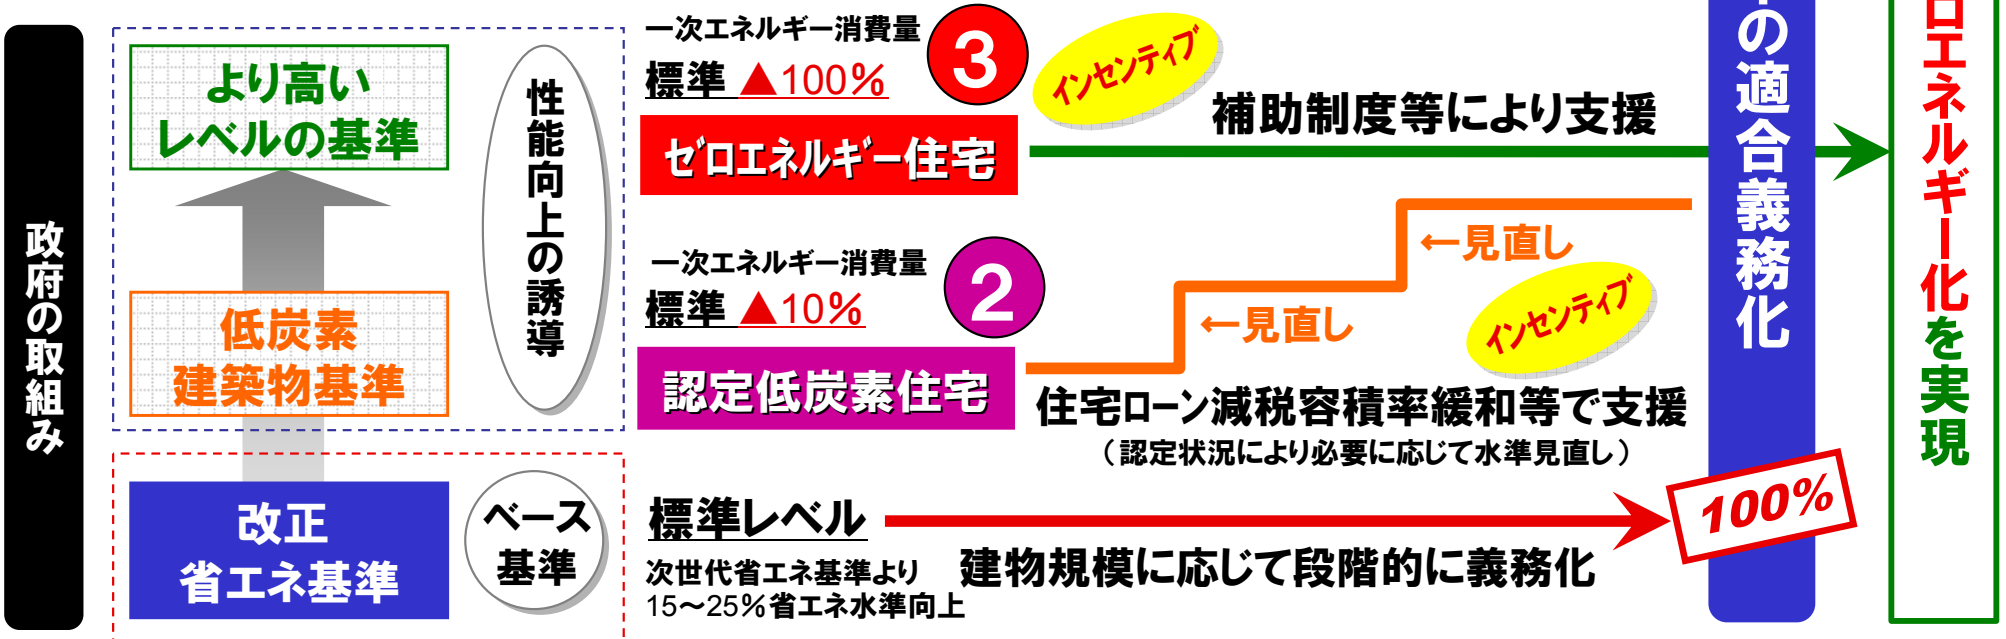 政府の取組み
より高い
レベルの基準
低炭素
建築物基準
改正
省エネ基準
性能向上の誘導
ベース
基準
一次エネルギー消費量
標準 ▲100%
3
ゼロエネルギー住宅
インセンティブ
補助制度等により支援
一次エネルギー消費量
標準 ▲10%
2
認定低炭素住宅
←見直し
←見直し
インセンティブ
住宅ローン減税容積率緩和等で支援
(認定状況により必要に応じて水準見直し)
標準レベル
次世代省エネ基準より
15~25%省エネ水準向上
建物規模に応じて段階的に義務化
100%
の適合義務化
ロエネルギー化を実現